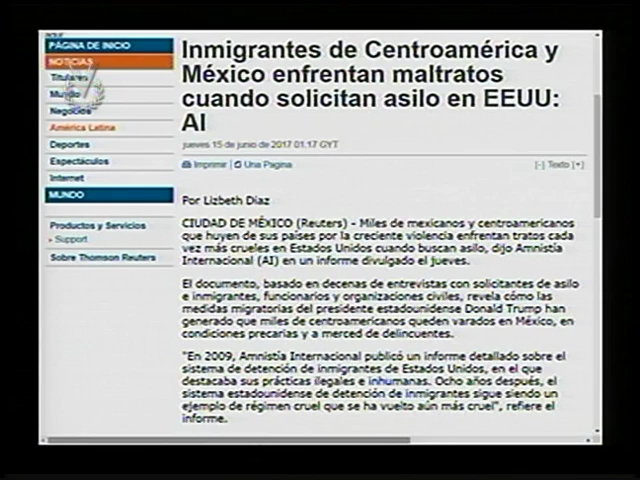 PÁGINA DE INICIO
NOTICIAS
Titulares
Mundo
Negocios
América Latina
Deportes
Espectáculos
Internet
MUNDO
Productos y Servicios
Support
Sobre Thomson Reuters
Inmigrantes de Centroamérica y
México enfrentan maltratos
cuando solicitan asilo en EEUU:
AI
jueves 15 de junio de 2017 01:17 GYT
Imprimir | Una Página
[-] Texto [+]
Por Lizbeth Diaz
CIUDAD DE MÉXICO (Reuters) - Miles de mexicanos y centroamericanos
que huyen de sus países por la creciente violencia enfrentan tratos cada
vez más crueles en Estados Unidos cuando buscan asilo, dijo Amnistía
Internacional (AI) en un informe divulgado el jueves.
El documento, basado en decenas de entrevistas con solicitantes de asilo
e inmigrantes, funcionarios y organizaciones civiles, revela cómo las
medidas migratorias del presidente estadounidense Donald Trump han
generado que miles de centroamericanos queden varados en México, en
condiciones precarias y a merced de delincuentes.
"En 2009, Amnistía Internacional publicó un informe detallado sobre el
sistema de detención de inmigrantes de Estados Unidos, en el que
destacaba sus prácticas ilegales e inhumanas. Ocho años después, el
sistema estadounidense de detención de inmigrantes sigue siendo un
ejemplo de régimen cruel que se ha vuelto aún más cruel", refiere el
informe.